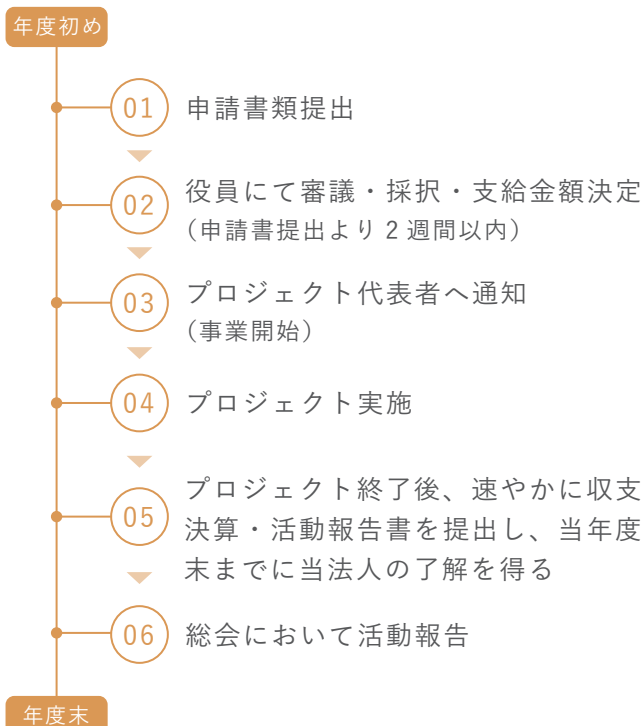 年度初め
01 申請書類提出
02 役員にて審議・採択・支給金額決定
(申請書提出より2週間以内)
03 プロジェクト代表者へ通知
(事業開始)
04 プロジェクト実施
05 プロジェクト終了後、速やかに収支
決算・活動報告書を提出し、当年度
末までに当法人の了解を得る
06 総会において活動報告
年度末